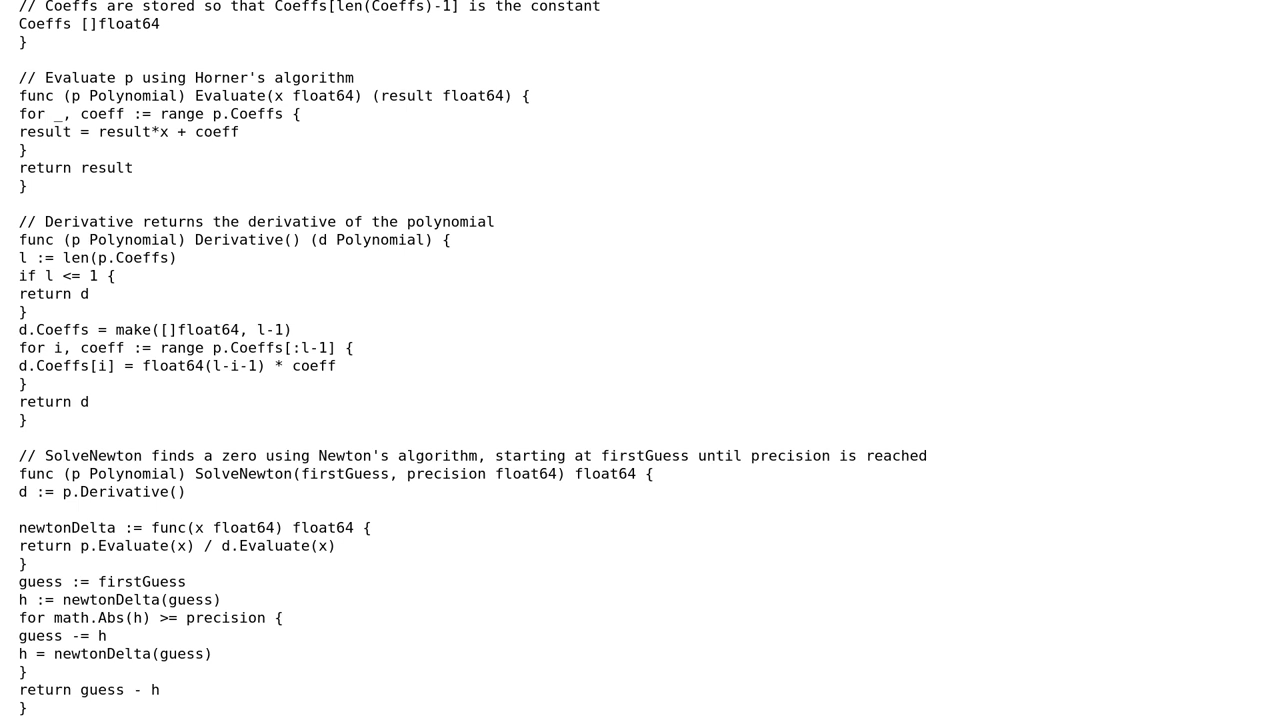 // Coeffs are stored so that Coeffs[len(Coeffs)-1] is the constant
Coeffs []float64
}

// Evaluate p using Horner's algorithm
func (p Polynomial) Evaluate(x float64) (result float64) {
for _, coeff := range p.Coeffs {
result = result*x + coeff
}
return result
}

// Derivative returns the derivative of the polynomial
func (p Polynomial) Derivative() (d Polynomial) {
l := len(p.Coeffs)
if l <= 1 {
return d
}
d.Coeffs = make([]float64, l-1)
for i, coeff := range p.Coeffs[:l-1] {
d.Coeffs[i] = float64(l-i-1) * coeff
}
return d
}

// SolveNewton finds a zero using Newton's algorithm, starting at firstGuess until precision is reached
func (p Polynomial) SolveNewton(firstGuess, precision float64) float64 {
d := p.Derivative()

newtonDelta := func(x float64) float64 {
return p.Evaluate(x) / d.Evaluate(x)
}
guess := firstGuess
h := newtonDelta(guess)
for math.Abs(h) >= precision {
guess -= h
h = newtonDelta(guess)
}
return guess - h
}